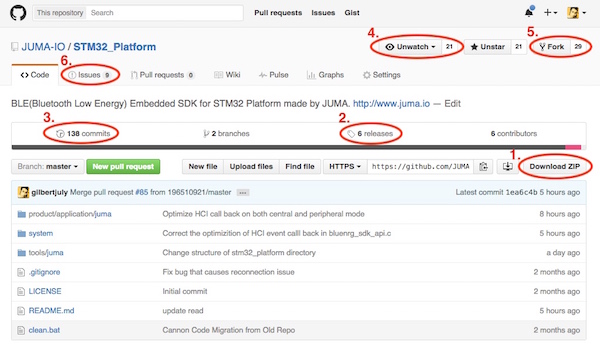 This repository Search Pull requests Issues Gist
4. 5.
JUMA-IO / STM32_Platform Unwatch 21 Unstar 21 Fork 29
6.
Code Issues 9 Pull requests 0 Wiki Pulse Graphs Settings
BLE(Bluetooth Low Energy) Embedded SDK for STM32 Platform made by JUMA. http://www.juma.io — Edit
3. 2.
138 commits 2 branches 6 releases 6 contributors
1.
Branch: master New pull request New file Upload files Find file HTTPS https://github.com/JUMA Download ZIP
gilbertjuly Merge pull request #85 from 196510921/master ... Latest commit 1ea6c4b 5 hours ago
product/application/juma Optimize HCI call back on both central and peripheral mode 8 hours ago
system Correct the optimizition of HCI event calll back in bluenrg_sdk_api.c 5 hours ago
tools/juma Change structure of stm32_platform directory a day ago
.gitignore Fix bug that causes reconnection issue 2 months ago
LICENSE Initial commit 2 months ago
README.md update read 5 hours ago
clean.bat Cannon Code Migration from Old Repo 2 months ago